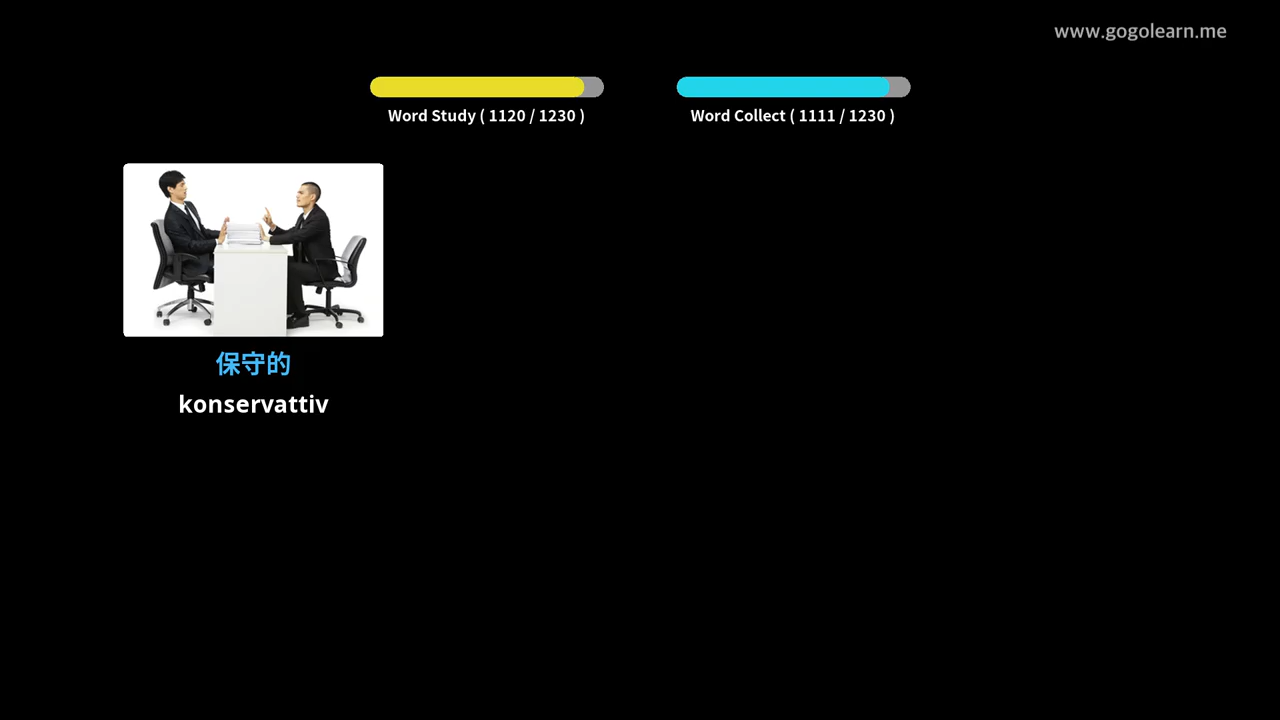 www.gogolearn.me
Word Study ( 1120 / 1230 )
Word Collect ( 1111 / 1230 )
保守的
konservattiv